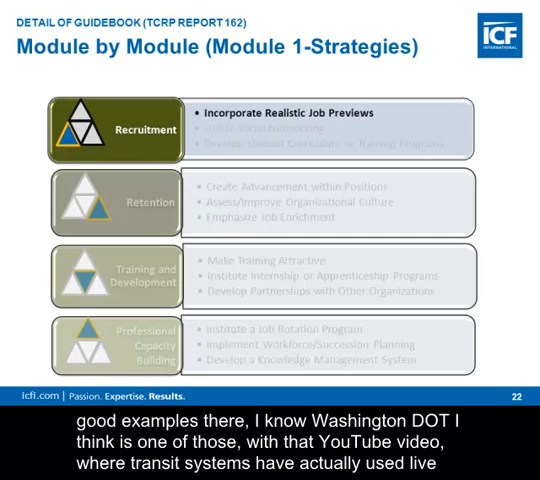 DETAIL OF GUIDEBOOK (TCRP REPORT 162)
Module by Module (Module 1-Strategies)
ICF
INTERNATIONAL
Recruitment
• Incorporate Realistic Job Previews
• Utilize Social Networking
• Develop Student Curriculum or Training Programs
Retention
• Create Advancement within Positions
• Assess/Improve Organizational Culture
• Emphasize Job Enrichment
Training and
Development
• Make Training Attractive
• Institute Internship or Apprenticeship Programs
• Develop Partnerships with Other Organizations
Professional
Capacity
Building
• Institute a Job Rotation Program
• Implement Workforce/Succession Planning
• Develop a Knowledge Management System
icfi.com | Passion. Expertise. Results.
22
good examples there, I know Washington DOT I
think is one of those, with that YouTube video,
where transit systems have actually used live